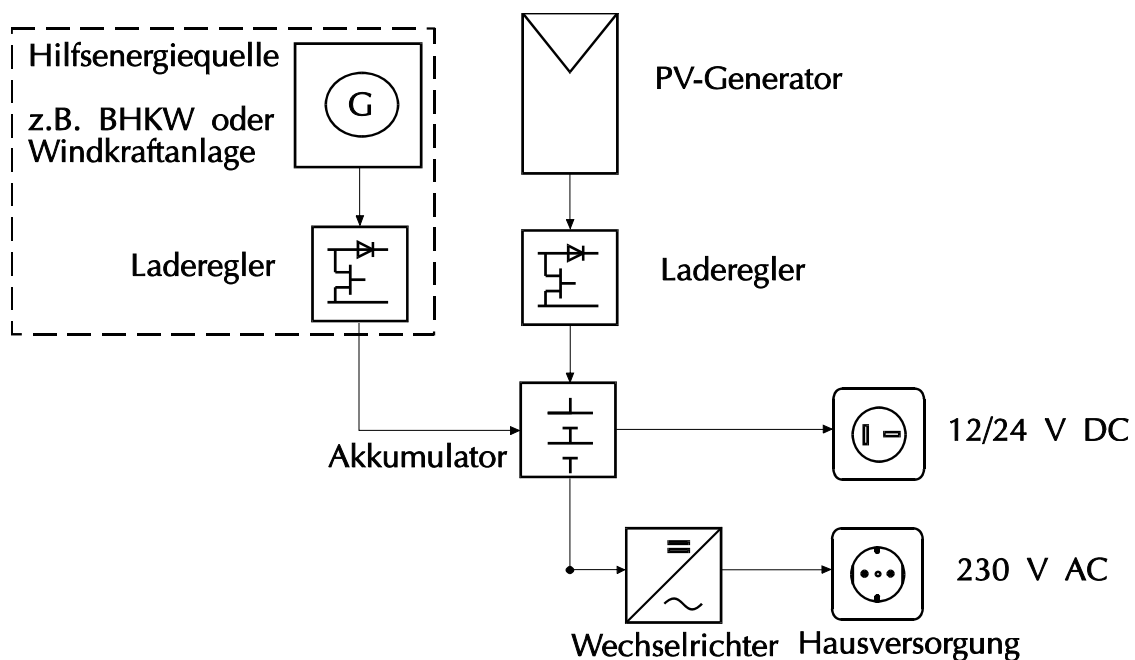 Hilfsenergiequelle
z.B. BHKW oder
Windkraftanlage
G
PV-Generator
Laderegler
Laderegler
Akkumulator
12/24 V DC
230 V AC
Wechselrichter
Hausversorgung